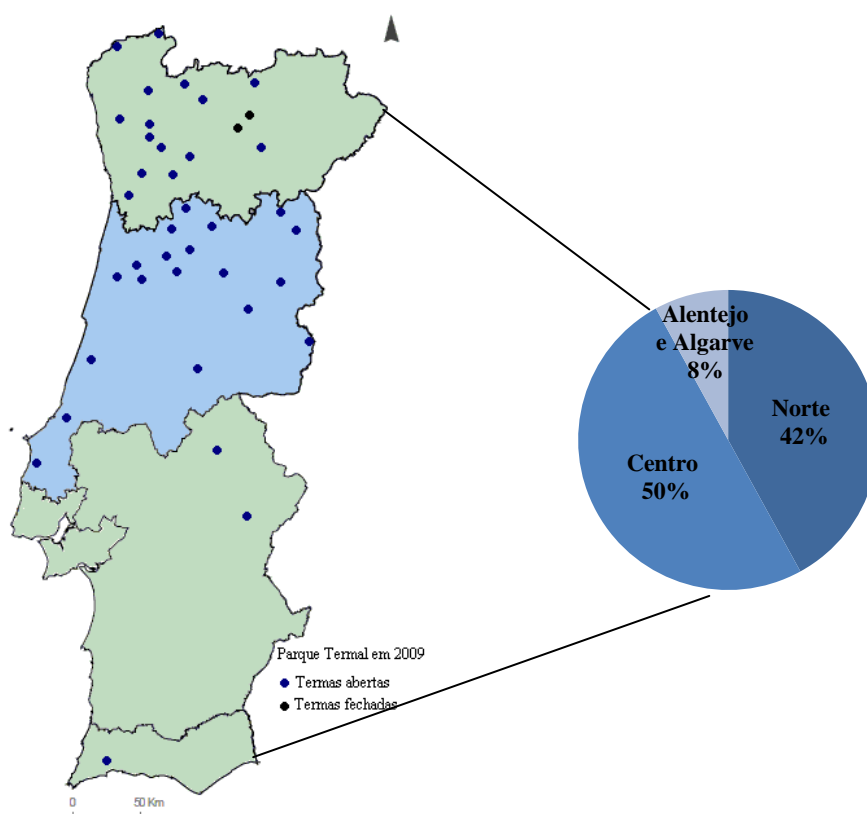 Alentejo
e Algarve
8%
Norte
42%
Centro
50%
Parque Termal em 2009
Termas abertas
Termas fechadas
0 50 Km